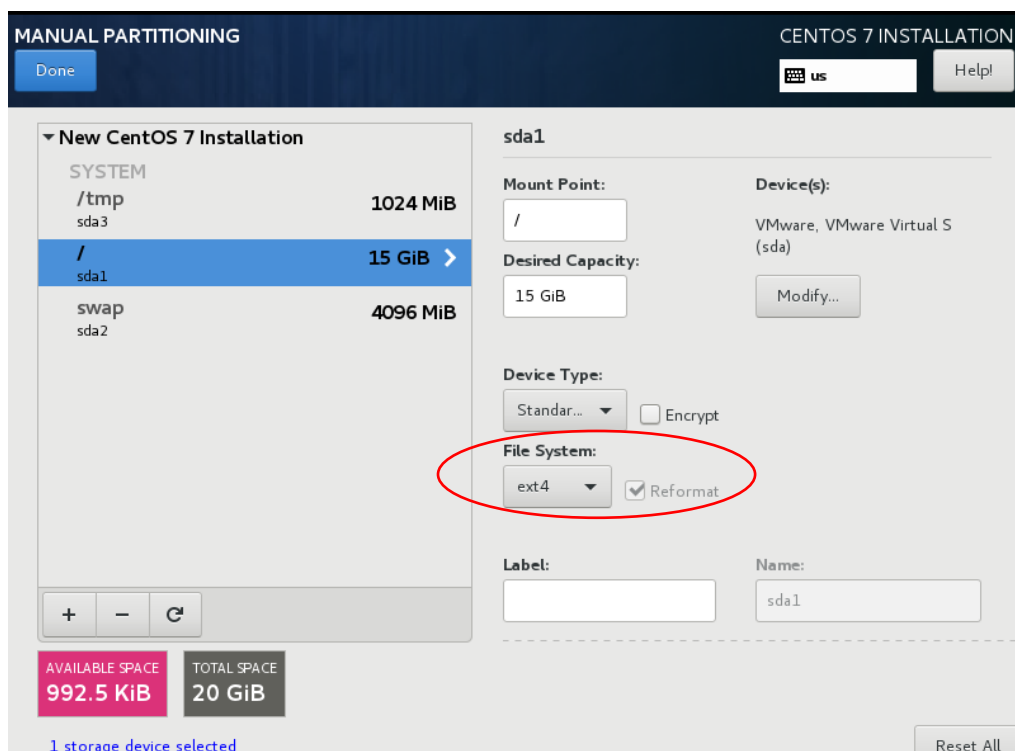 MANUAL PARTITIONING
CENTOS 7 INSTALLATION
Done
us
Help!
New CentOS 7 Installation
SYSTEM
/tmp
1024 MiB
sda3
/
15 GiB
sda1
swap
4096 MiB
sda2
sda1
Mount Point:
/
Desired Capacity:
15 GiB
Device(s):
VMware, VMware Virtual S
(sda)
Modify...
Device Type:
Standar...
Encrypt
File System:
ext4
Reformat
Label:
Name:
sda1
+ −
AVAILABLE SPACE
992.5 KiB
TOTAL SPACE
20 GiB
1 storage device selected
Reset All